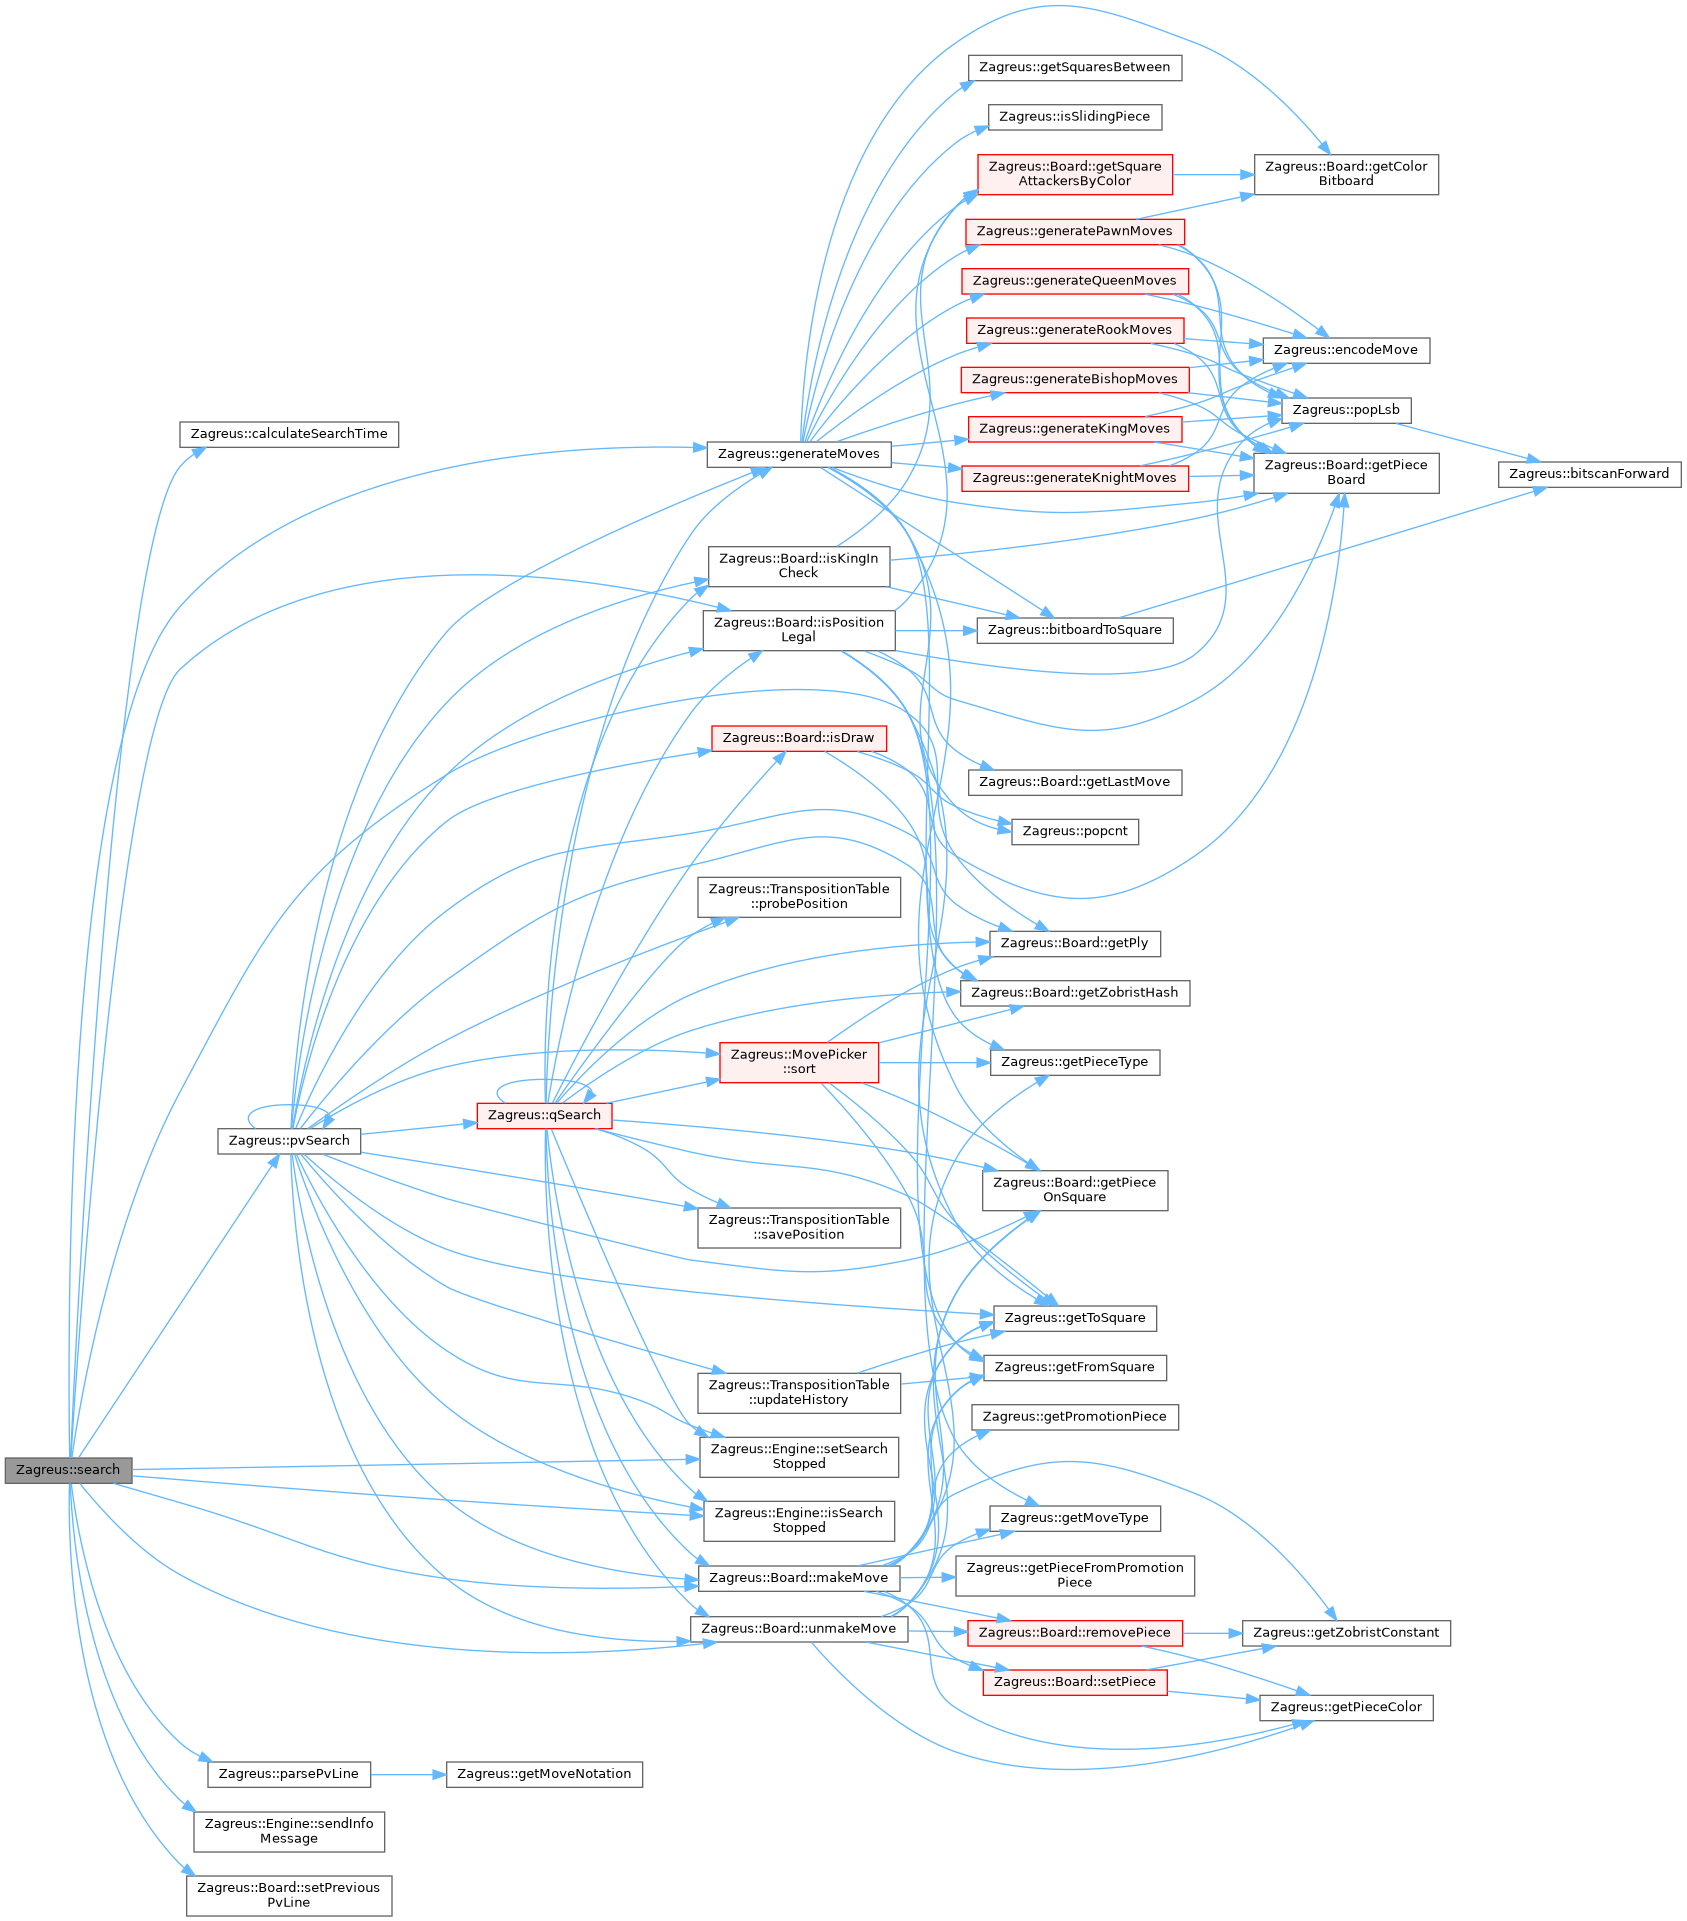 Zagreus::getSquaresBetween
Zagreus::isSlidingPiece
Zagreus::Board::getSquare
AttackersByColor
Zagreus::Board::getColor
Bitboard
Zagreus::generatePawnMoves
Zagreus::generateQueenMoves
Zagreus::generateRookMoves
Zagreus::encodeMove
Zagreus::generateBishopMoves
Zagreus::popLsb
Zagreus::calculateSearchTime
Zagreus::generateKingMoves
Zagreus::generateMoves
Zagreus::Board::getPiece
Board
Zagreus::generateKnightMoves
Zagreus::bitscanForward
Zagreus::Board::isKingIn
Check
Zagreus::Board::isPosition
Legal
Zagreus::bitboardToSquare
Zagreus::Board::isDraw
Zagreus::Board::getLastMove
Zagreus::popcnt
Zagreus::TranspositionTable
::probePosition
Zagreus::Board::getPly
Zagreus::Board::getZobristHash
Zagreus::MovePicker
::sort
Zagreus::getPieceType
Zagreus::qSearch
Zagreus::pvSearch
Zagreus::Board::getPiece
OnSquare
Zagreus::TranspositionTable
::savePosition
Zagreus::getToSquare
Zagreus::getFromSquare
Zagreus::TranspositionTable
::updateHistory
Zagreus::getPromotionPiece
Zagreus::Engine::setSearch
Stopped
Zagreus::search
Zagreus::Engine::isSearch
Stopped
Zagreus::getMoveType
Zagreus::Board::makeMove
Zagreus::getPieceFromPromotion
Piece
Zagreus::Board::unmakeMove
Zagreus::Board::removePiece
Zagreus::getZobristConstant
Zagreus::Board::setPiece
Zagreus::getPieceColor
Zagreus::parsePvLine
Zagreus::getMoveNotation
Zagreus::Engine::sendInfo
Message
Zagreus::Board::setPrevious
PvLine